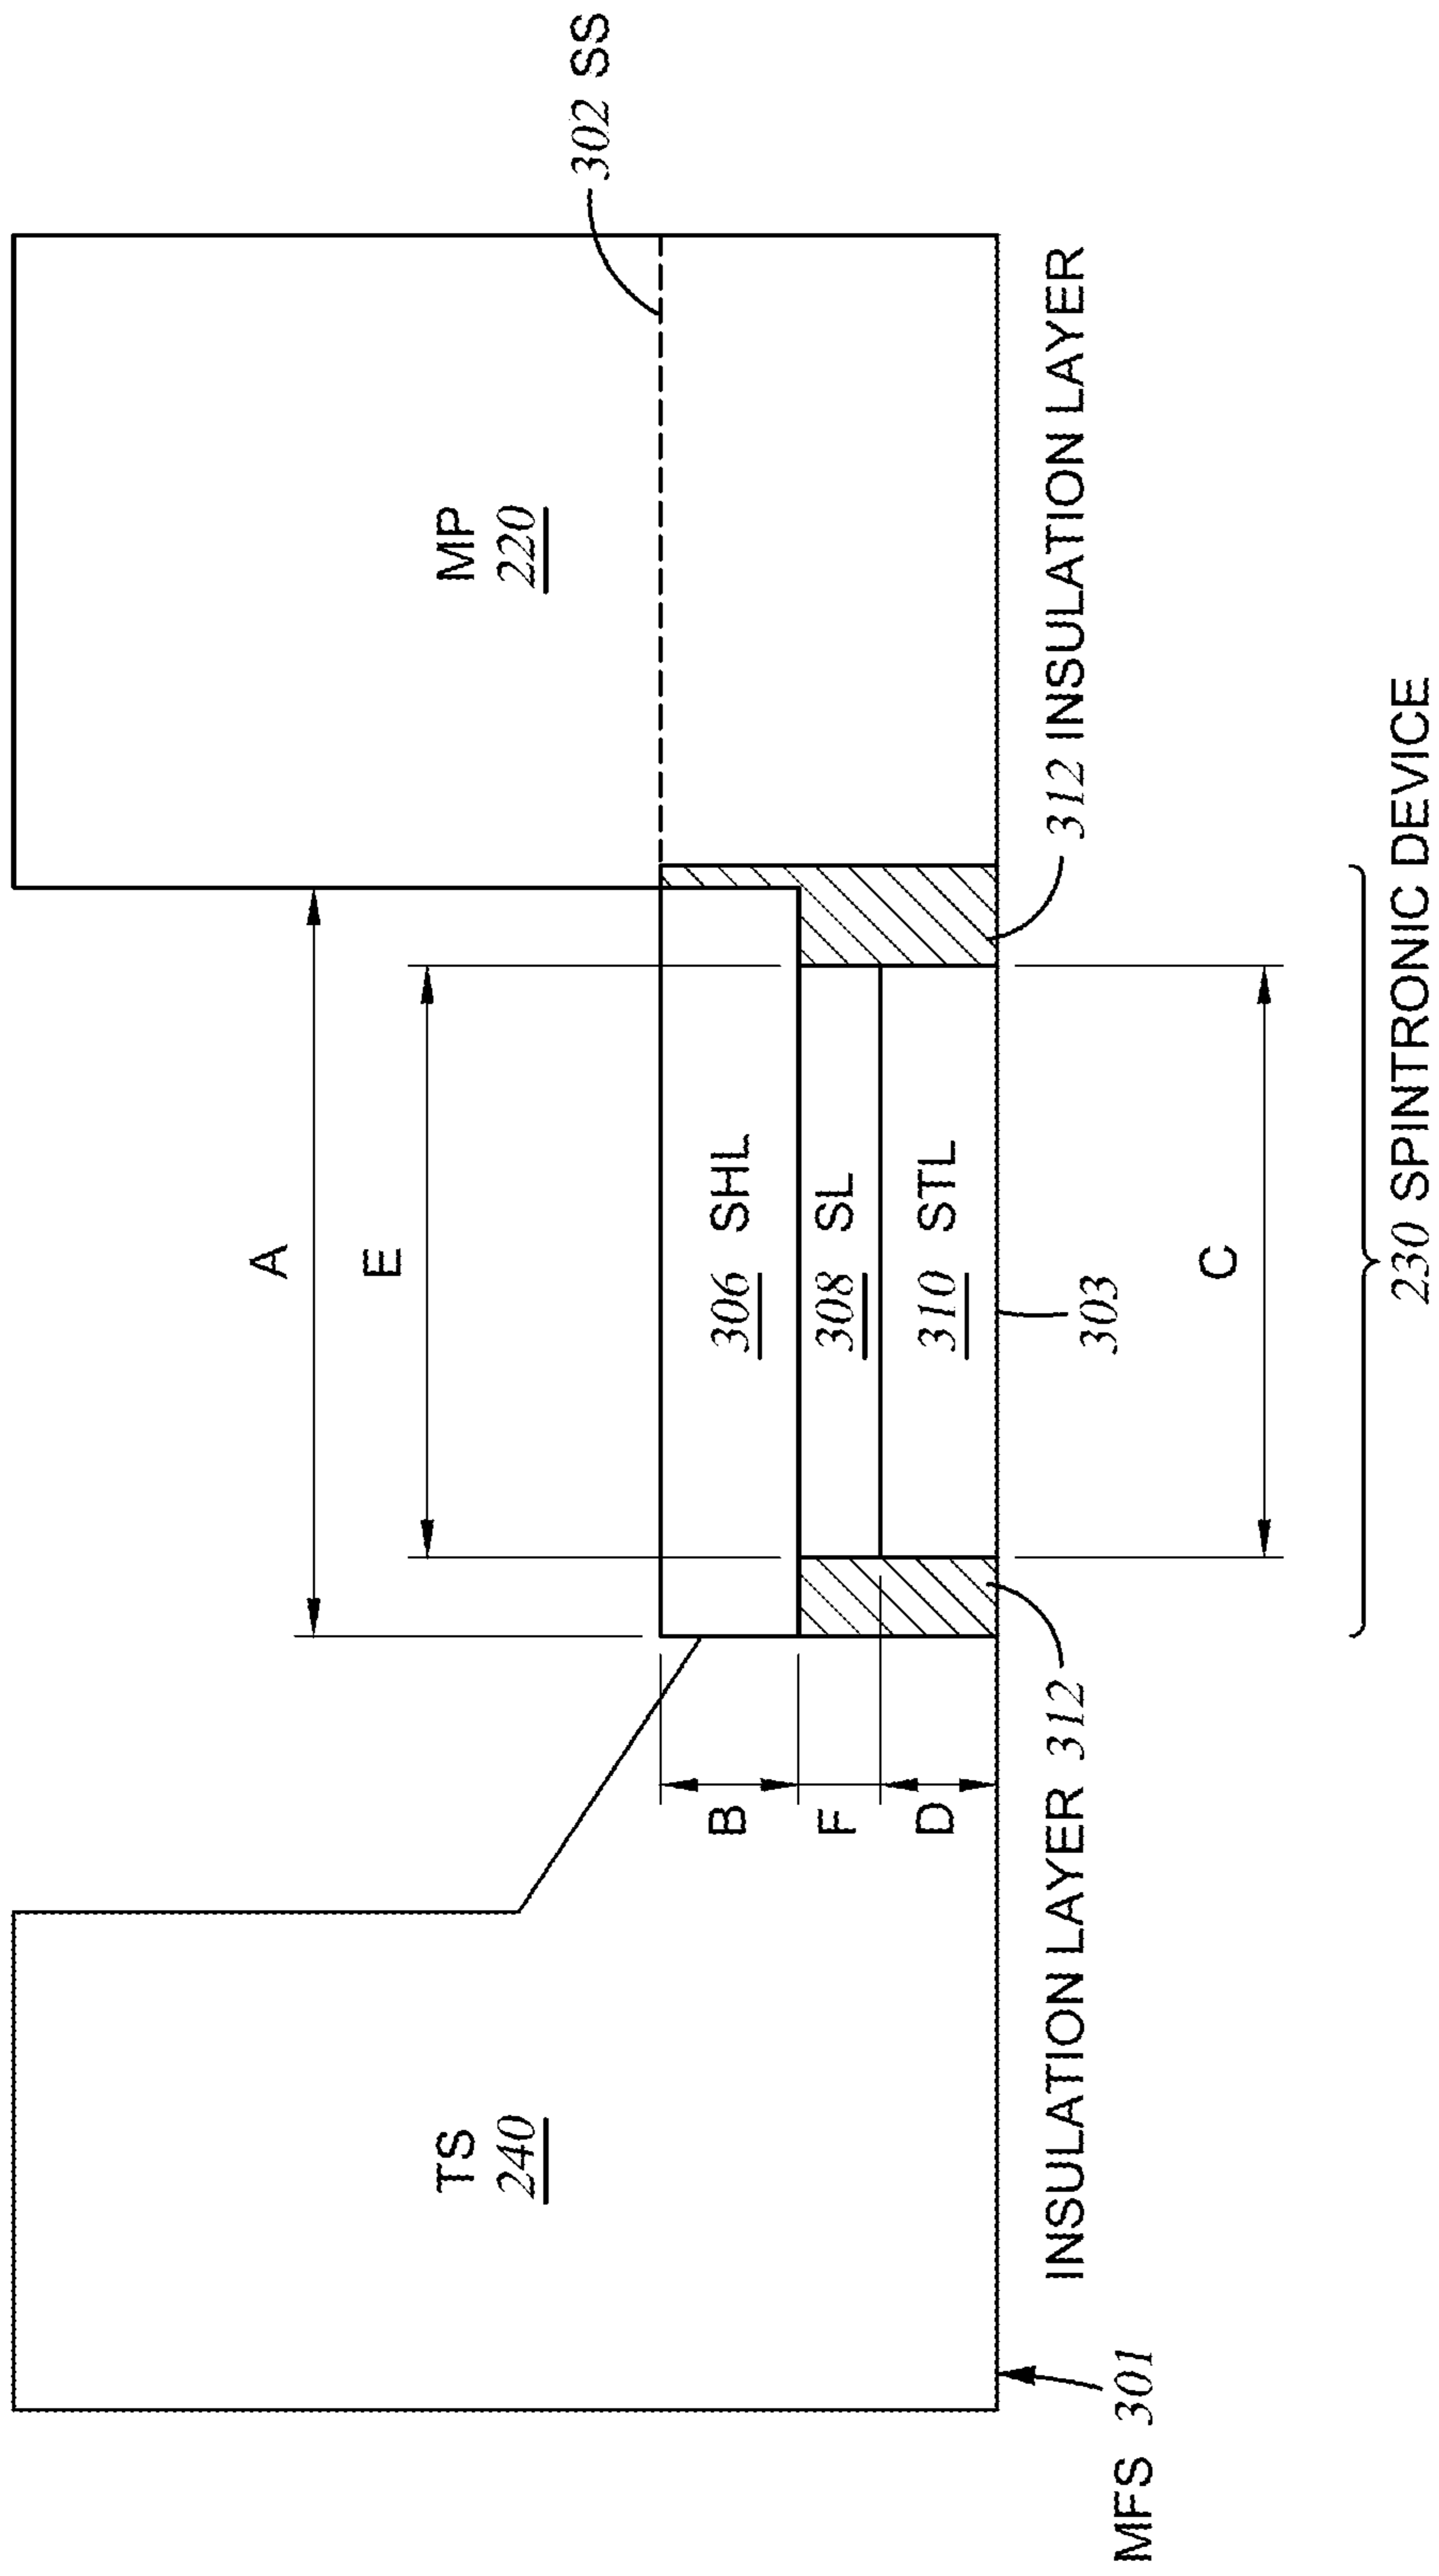 302 SS
MP
220
A
E
306 SHL
308 SL
310 STL
TS
240
B
F
D
303
312 INSULATION LAYER
INSULATION LAYER 312
C
MFS 301
230 SPINTRONIC DEVICE